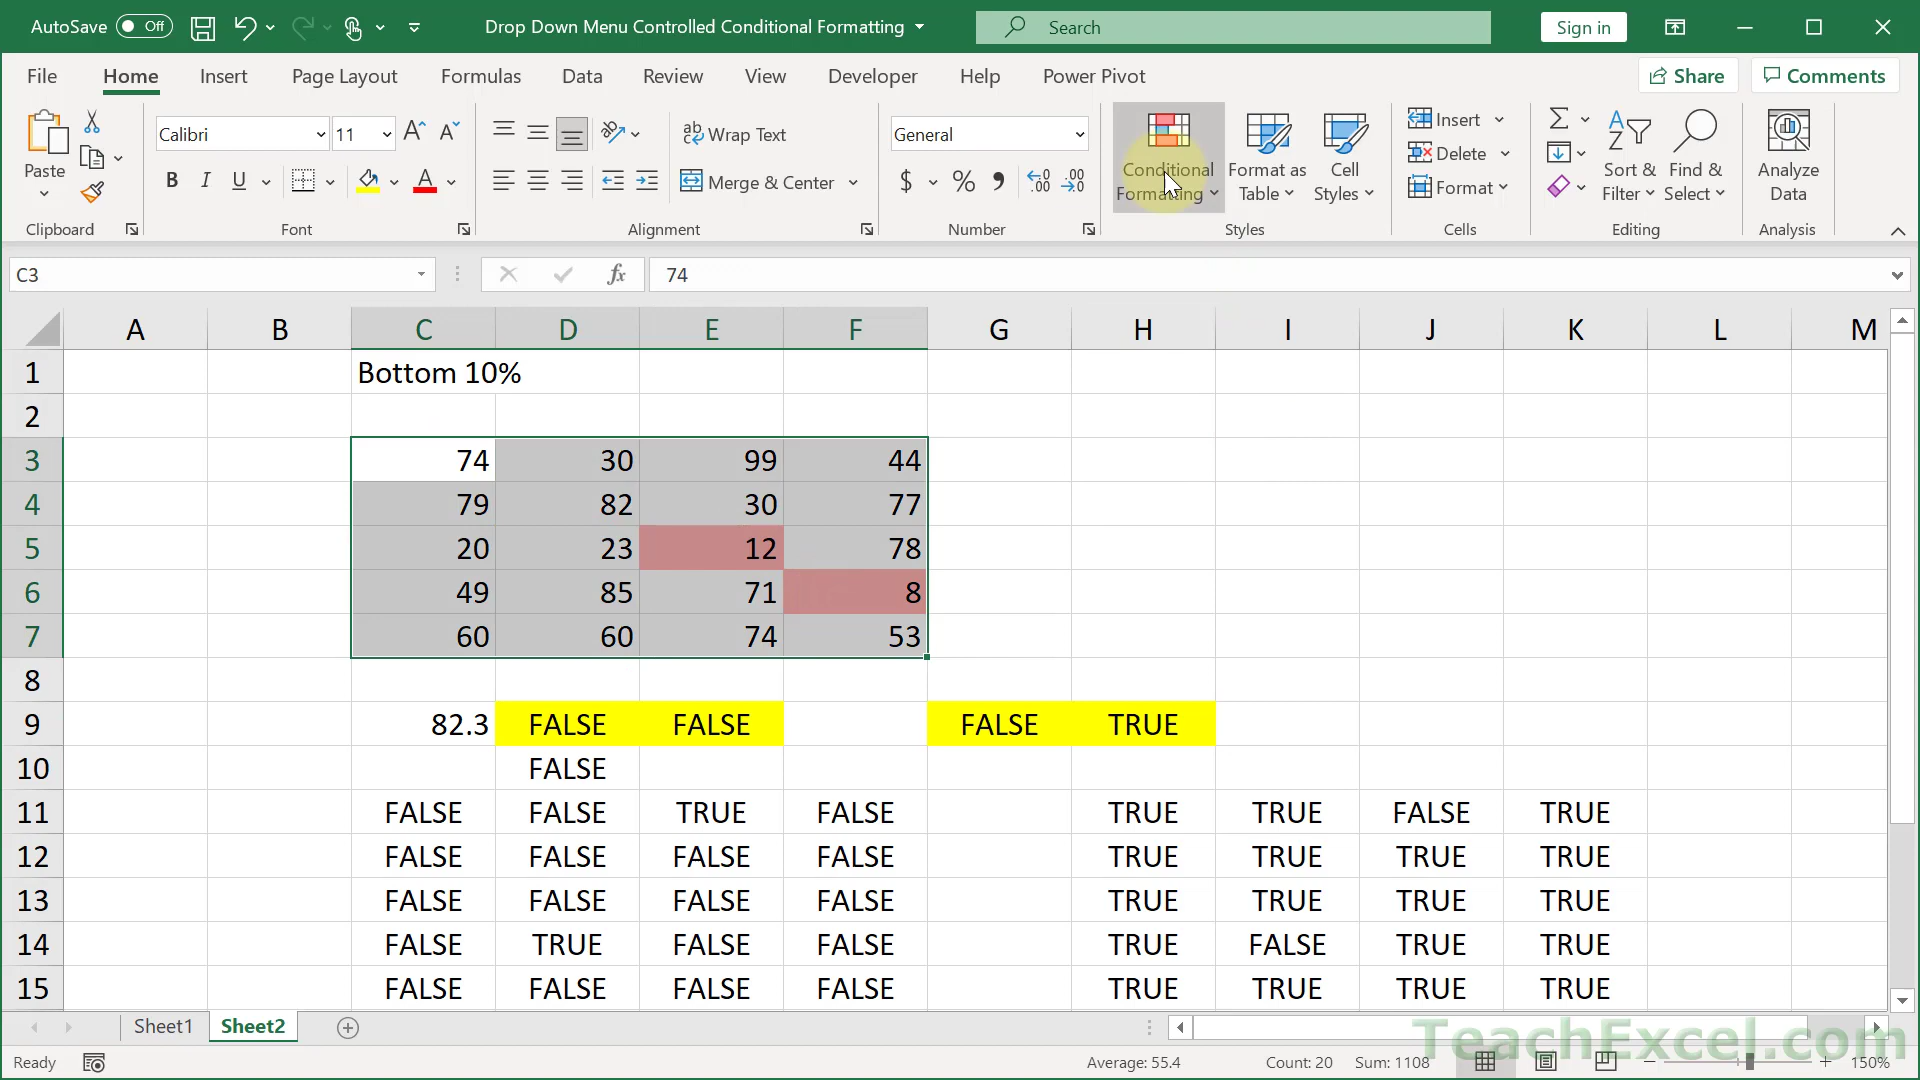 AutoSave Off Drop Down Menu Controlled Conditional Formatting Search Sign in
File Home Insert Page Layout Formulas Data Review View Developer Help Power Pivot Share Comments
Paste
Clipboard
Calibri 11
B I U
Font
Wrap Text
Merge & Center
Alignment
General
$ %
Number
Conditional Formatting
Format as Table
Cell Styles
Styles
Insert
Delete
Format
Cells
Sort & Filter
Find & Select
Editing
Analyze Data
Analysis
C3 fx 74
A B C D E F G H I J K L M
1 Bottom 10%
2
3 74 30 99 44
4 79 82 30 77
5 20 23 12 78
6 49 85 71 8
7 60 60 74 53
8
9 82.3 FALSE FALSE FALSE TRUE
10 FALSE
11 FALSE FALSE TRUE FALSE TRUE TRUE FALSE TRUE
12 FALSE FALSE FALSE FALSE TRUE TRUE TRUE TRUE
13 FALSE FALSE FALSE FALSE TRUE TRUE TRUE TRUE
14 FALSE TRUE FALSE FALSE TRUE FALSE TRUE TRUE
15 FALSE FALSE FALSE FALSE TRUE TRUE TRUE TRUE
Sheet1 Sheet2
TeachExcel.com
Ready Average: 55.4 Count: 20 Sum: 1108 150%